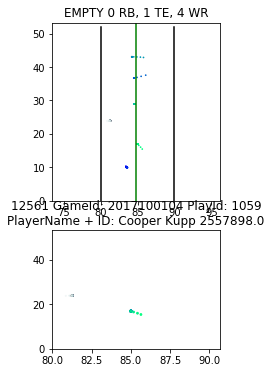 EMPTY 0 RB, 1 TE, 4 WR
50
40
30
20
10
0
75 80 85 90 95
12561 GameId: 2017100104 PlayId: 1059
PlayerName + ID: Cooper Kupp 2557898.0
40
20
0
80.0 82.5 85.0 87.5 90.0